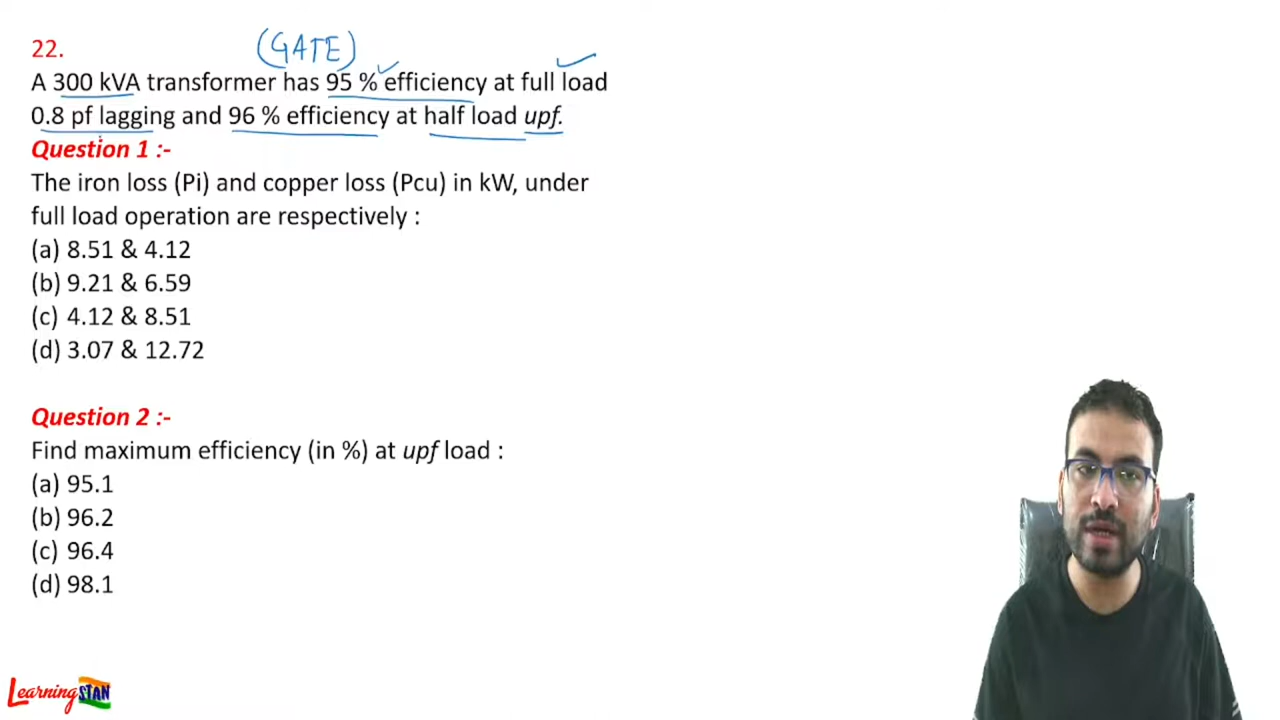 22.
(GATE)
A 300 kVA transformer has 95 % efficiency at full load
0.8 pf lagging and 96 % efficiency at half load upf.
Question 1 :-
The iron loss (Pi) and copper loss (Pcu) in kW, under
full load operation are respectively :
(a) 8.51 & 4.12
(b) 9.21 & 6.59
(c) 4.12 & 8.51
(d) 3.07 & 12.72
Question 2 :-
Find maximum efficiency (in %) at upf load :
(a) 95.1
(b) 96.2
(c) 96.4
(d) 98.1
Learning STAN